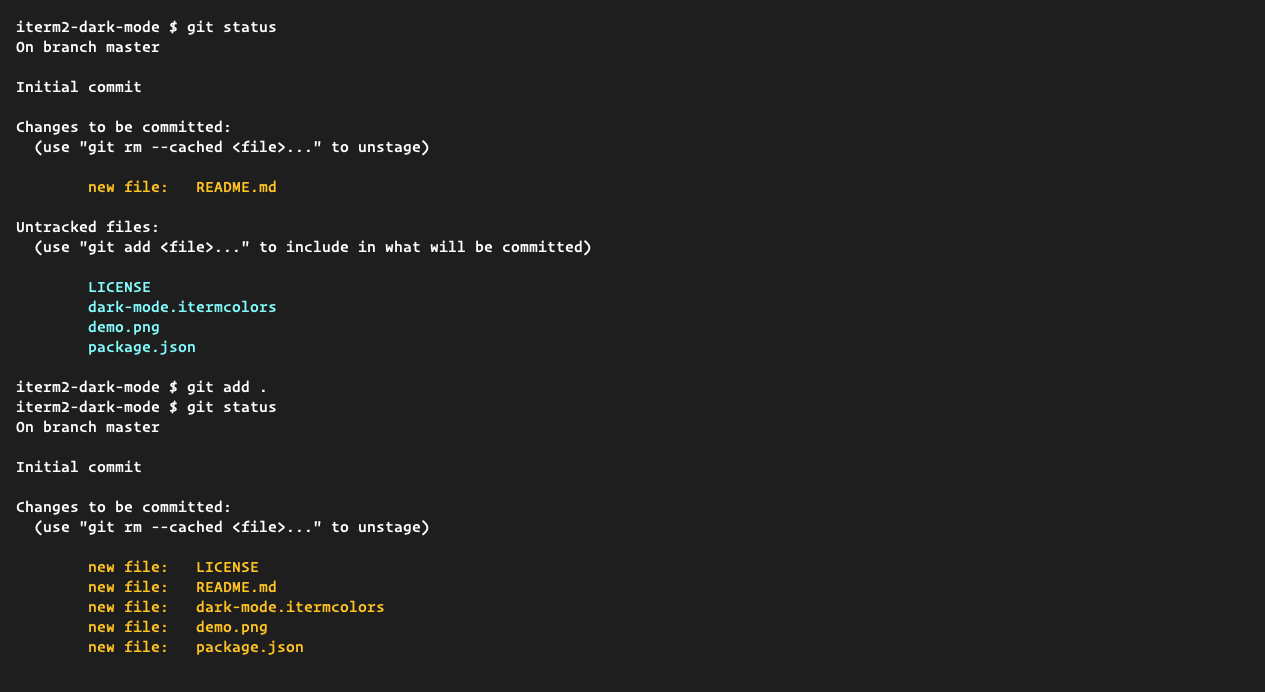 iterm2-dark-mode $ git status
On branch master
Initial commit
Changes to be committed:
(use "git rm --cached <file>..." to unstage)
new file:   README.md
Untracked files:
(use "git add <file>..." to include in what will be committed)
LICENSE
dark-mode.itermcolors
demo.png
package.json
iterm2-dark-mode $ git add .
iterm2-dark-mode $ git status
On branch master
Initial commit
Changes to be committed:
(use "git rm --cached <file>..." to unstage)
new file:   LICENSE
new file:   README.md
new file:   dark-mode.itermcolors
new file:   demo.png
new file:   package.json